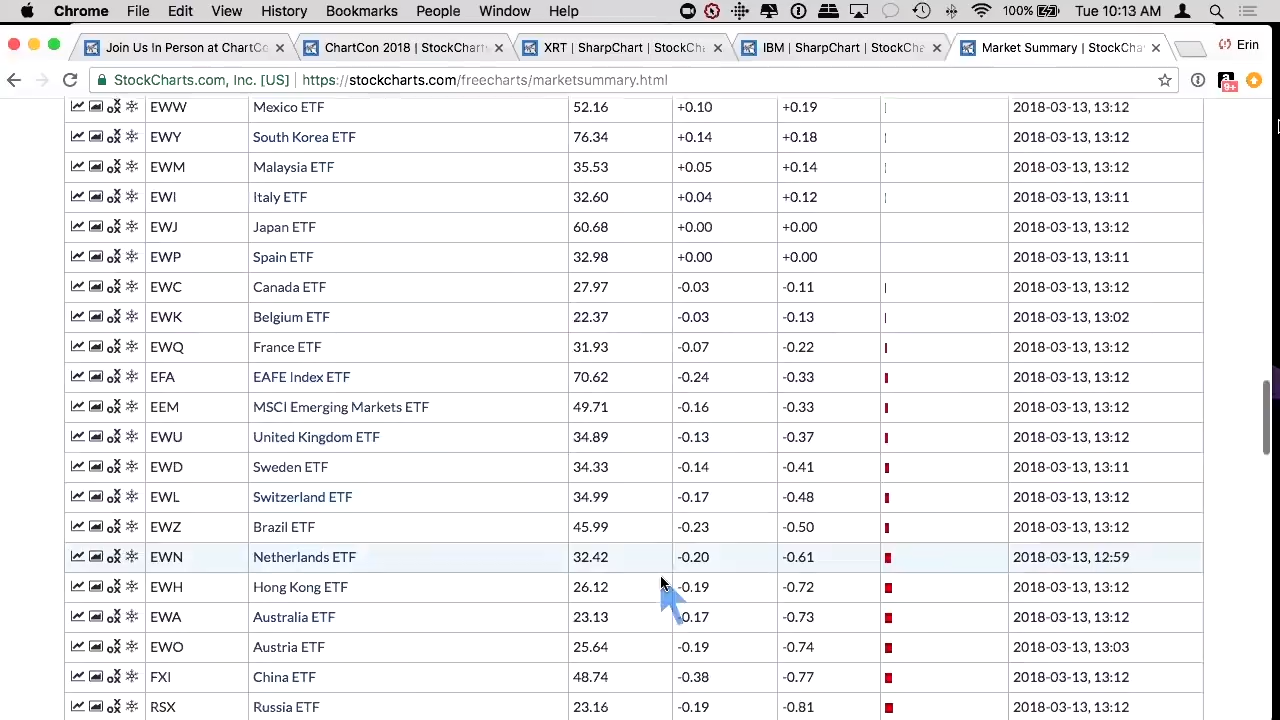 Chrome File Edit View History Bookmarks People Window Help 100% Tue 10:13 AM
Join Us In Person at ChartCo ChartCon 2018 | StockChart XRT | SharpChart | StockCh IBM | SharpChart | StockCha Market Summary | StockCha Erin
StockCharts.com, Inc. [US] https://stockcharts.com/freecharts/marketsummary.html 9+
EWW Mexico ETF 52.16 +0.10 +0.19 2018-03-13, 13:12
EWY South Korea ETF 76.34 +0.14 +0.18 2018-03-13, 13:12
EWM Malaysia ETF 35.53 +0.05 +0.14 2018-03-13, 13:12
EWI Italy ETF 32.60 +0.04 +0.12 2018-03-13, 13:11
EWJ Japan ETF 60.68 +0.00 +0.00 2018-03-13, 13:12
EWP Spain ETF 32.98 +0.00 +0.00 2018-03-13, 13:11
EWC Canada ETF 27.97 -0.03 -0.11 2018-03-13, 13:12
EWK Belgium ETF 22.37 -0.03 -0.13 2018-03-13, 13:02
EWQ France ETF 31.93 -0.07 -0.22 2018-03-13, 13:12
EFA EAFE Index ETF 70.62 -0.24 -0.33 2018-03-13, 13:12
EEM MSCI Emerging Markets ETF 49.71 -0.16 -0.33 2018-03-13, 13:12
EWU United Kingdom ETF 34.89 -0.13 -0.37 2018-03-13, 13:12
EWD Sweden ETF 34.33 -0.14 -0.41 2018-03-13, 13:11
EWL Switzerland ETF 34.99 -0.17 -0.48 2018-03-13, 13:12
EWZ Brazil ETF 45.99 -0.23 -0.50 2018-03-13, 13:12
EWN Netherlands ETF 32.42 -0.20 -0.61 2018-03-13, 12:59
EWH Hong Kong ETF 26.12 -0.19 -0.72 2018-03-13, 13:12
EWA Australia ETF 23.13 -0.17 -0.73 2018-03-13, 13:12
EWO Austria ETF 25.64 -0.19 -0.74 2018-03-13, 13:03
FXI China ETF 48.74 -0.38 -0.77 2018-03-13, 13:12
RSX Russia ETF 23.16 -0.19 -0.81 2018-03-13, 13:12